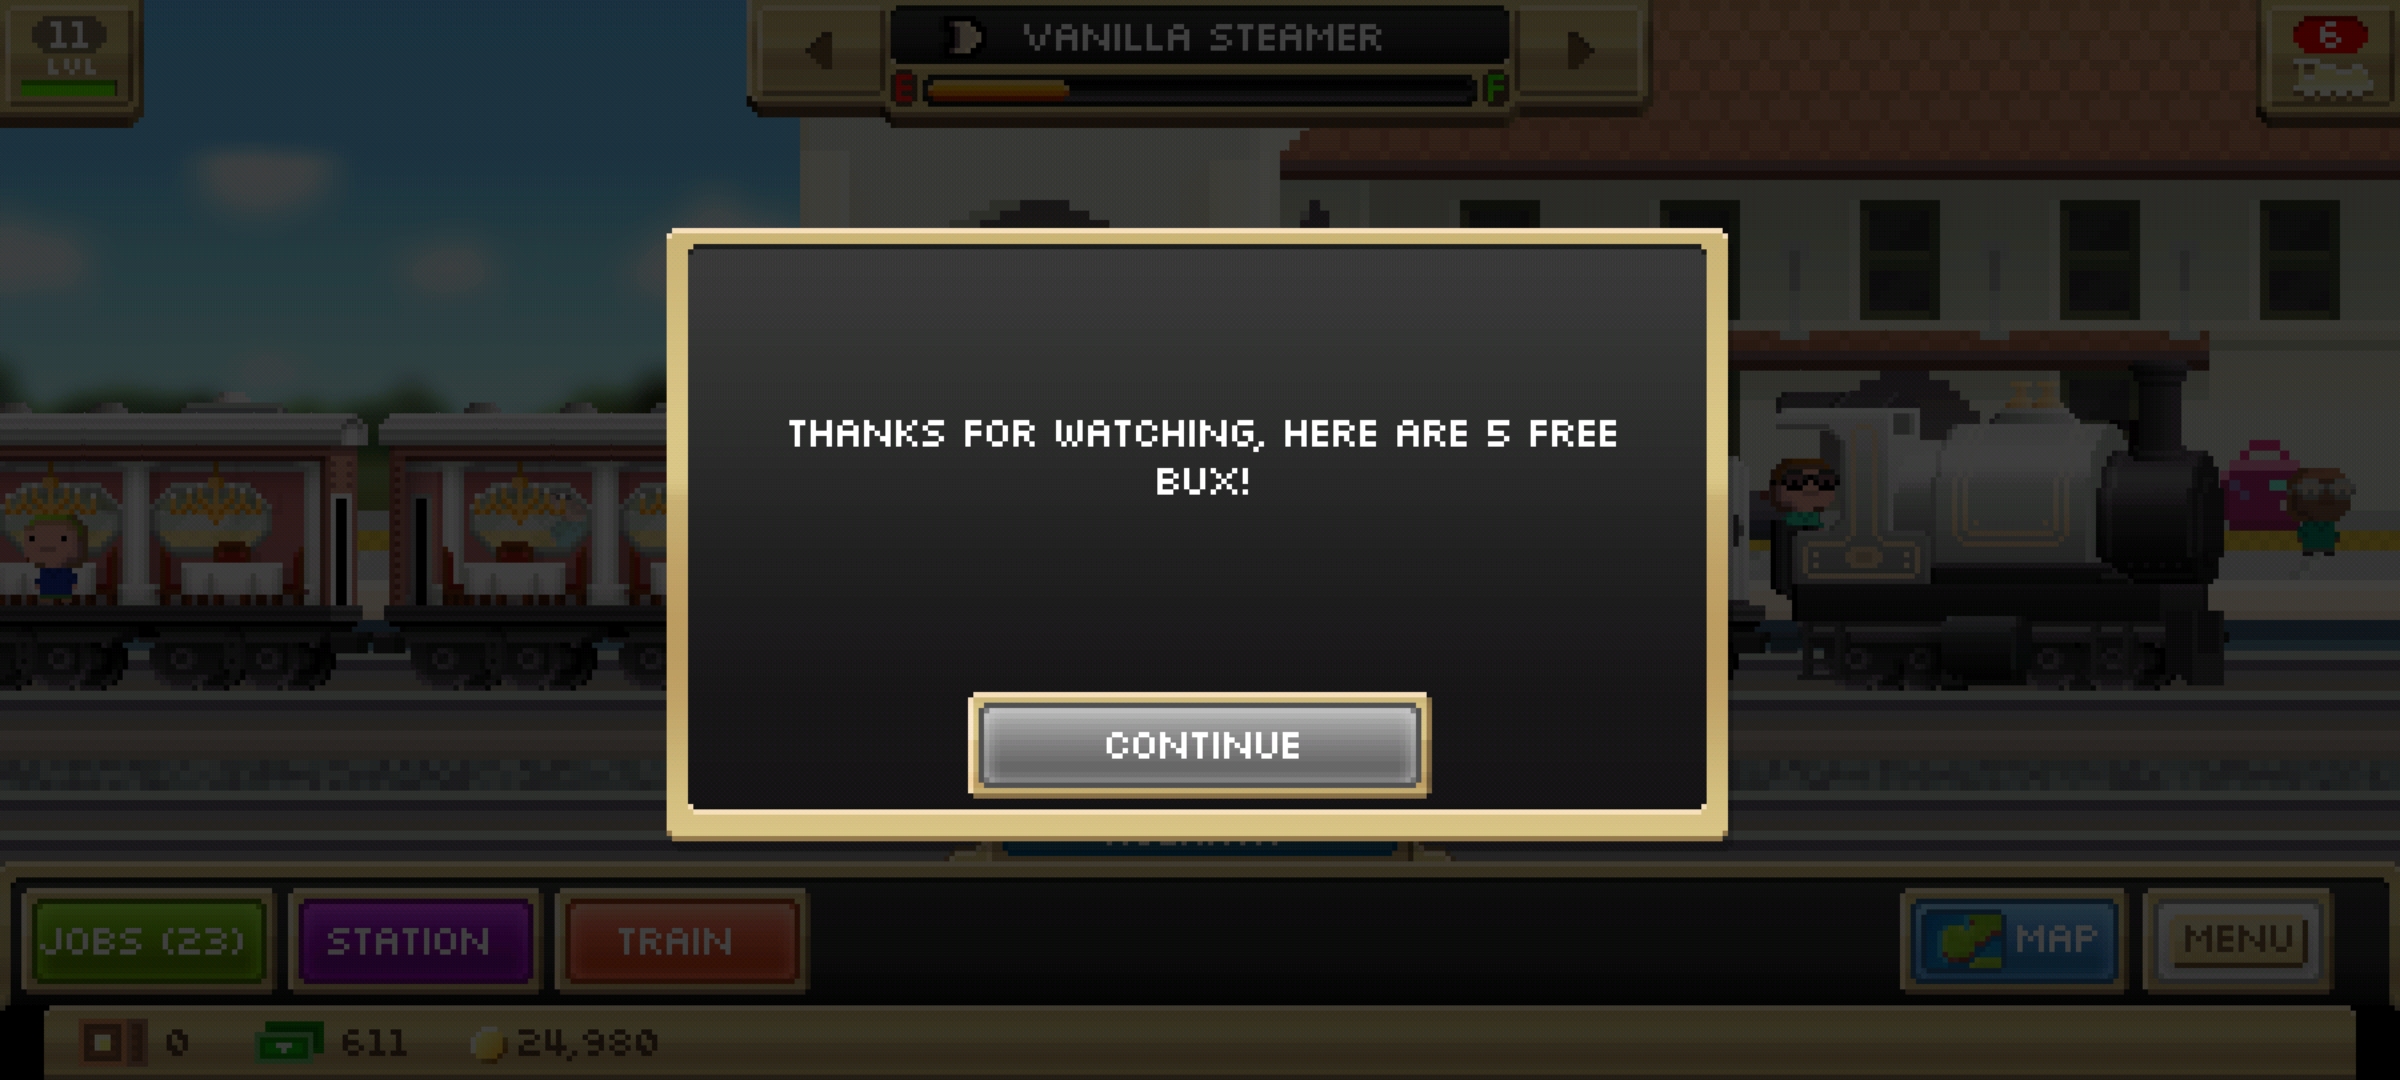 11
LVL
VANILLA STEAMER
E
F
6
THANKS FOR WATCHING, HERE ARE 5 FREE
BUX!
CONTINUE
JOBS (23)
STATION
TRAIN
MAP
MENU
0
611
24,980